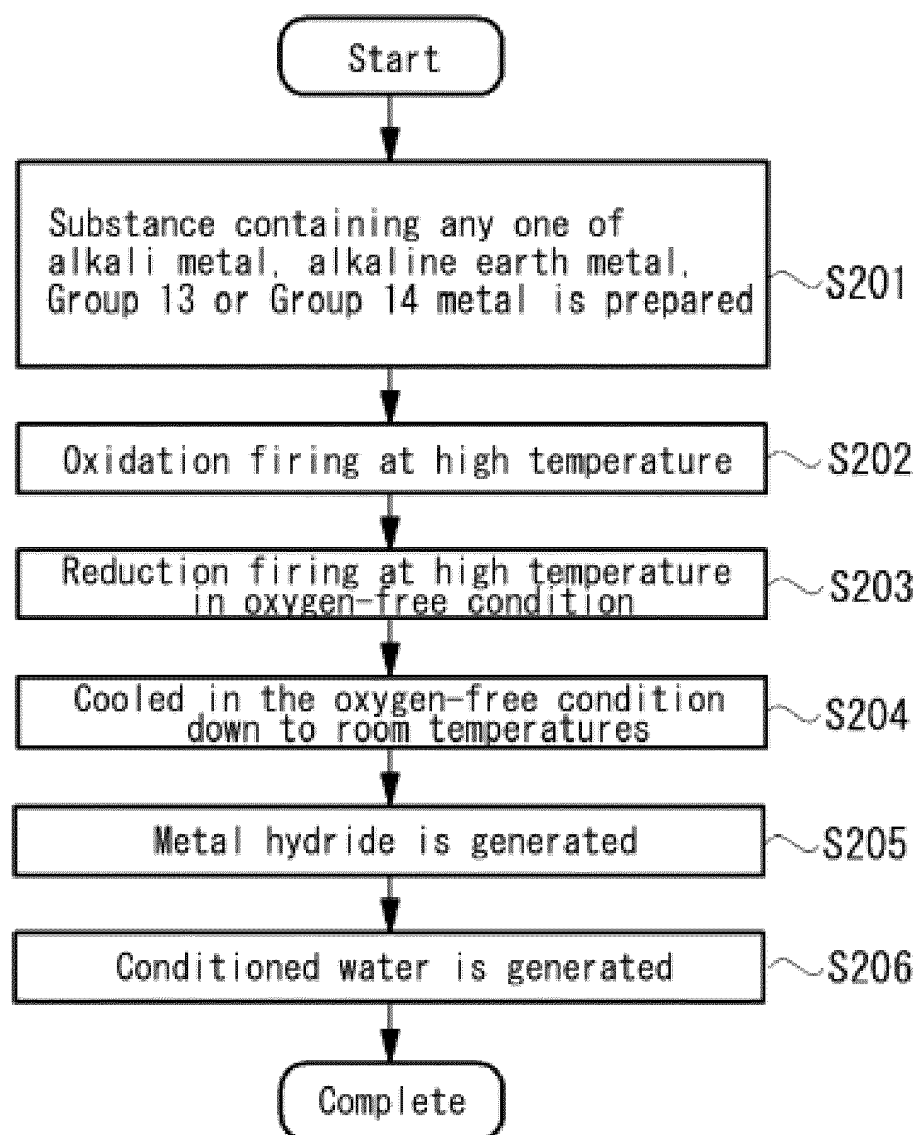 Start
Substance containing any one of
alkali metal, alkaline earth metal,
Group 13 or Group 14 metal is prepared
S201
Oxidation firing at high temperature
S202
Reduction firing at high temperature
in oxygen-free condition
S203
Cooled in the oxygen-free condition
down to room temperatures
S204
Metal hydride is generated
S205
Conditioned water is generated
S206
Complete